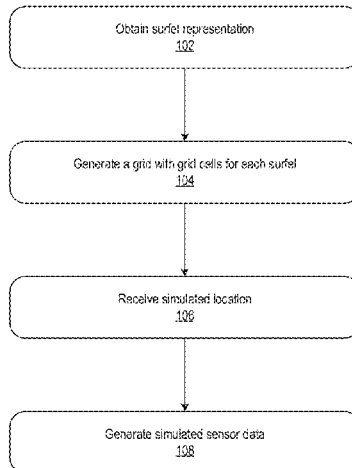 Obtain surfel representation
102
Generate a grid with grid cells for each surfel
104
Receive simulated location
106
Generate simulated sensor data
108